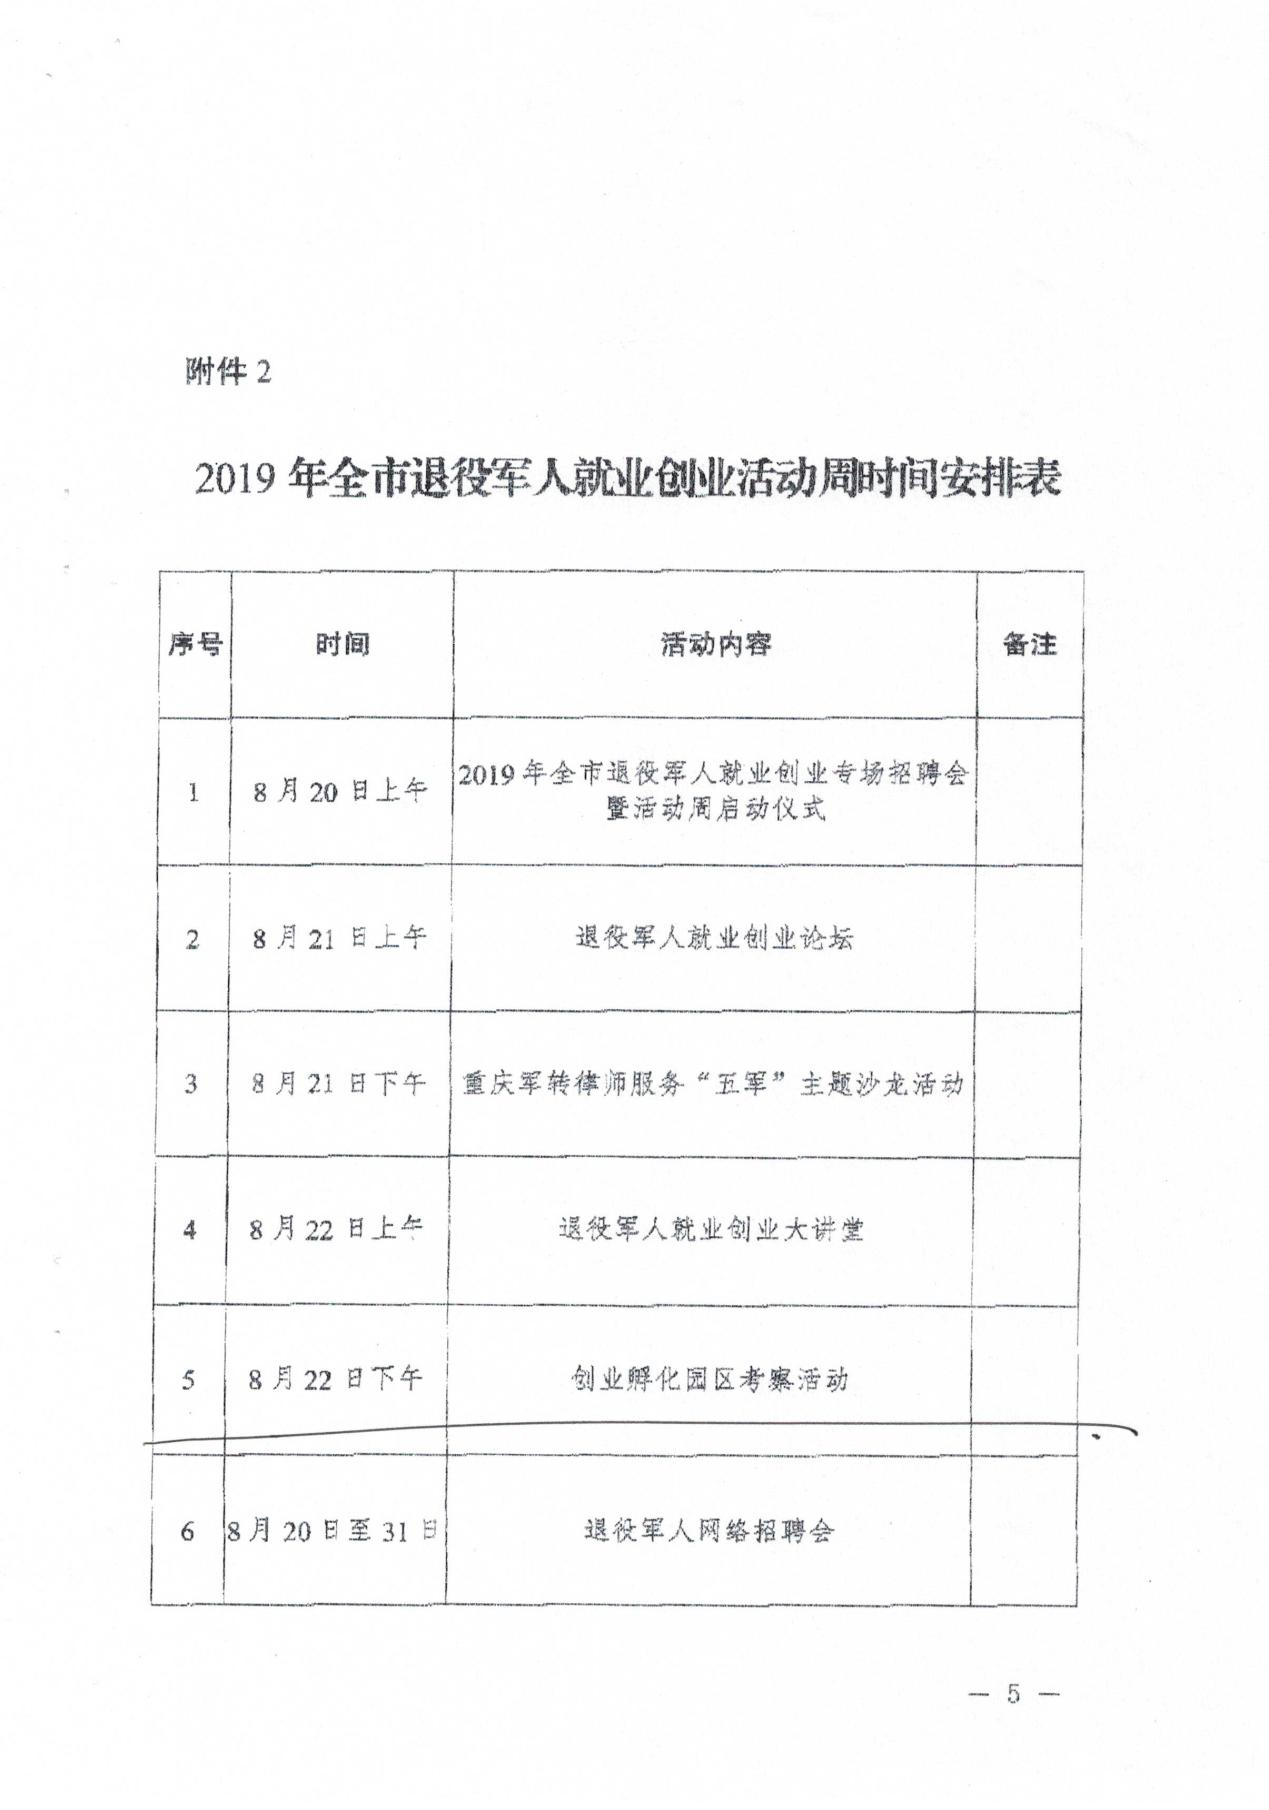 附件2
2019年全市退役军人就业创业活动周时间安排表
序号 时间 活动内容 备注
1 8月20日上午 2019年全市退役军人就业创业专场招聘会
暨活动周启动仪式
2 8月21日上午 退役军人就业创业论坛
3 8月21日下午 重庆军转律师服务“五军”主题沙龙活动
4 8月22日上午 退役军人就业创业大讲堂
5 8月22日下午 创业孵化园区考察活动
6 8月20日至31日 退役军人网络招聘会
— 5 —